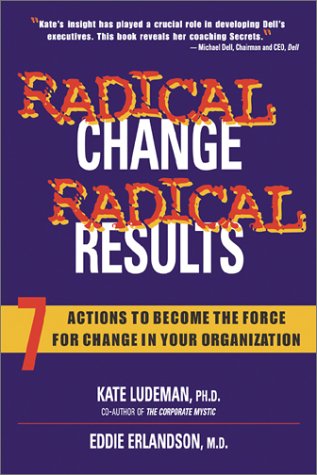 "Kate's insight has played a crucial role in developing Dell's
executives. This book reveals her coaching Secrets."
— Michael Dell, Chairman and CEO, Dell
RADICAL
CHANGE
RADICAL
RESULTS
7 ACTIONS TO BECOME THE FORCE
FOR CHANGE IN YOUR ORGANIZATION
KATE LUDEMAN, PH.D.
CO-AUTHOR OF THE CORPORATE MYSTIC
EDDIE ERLANDSON, M.D.